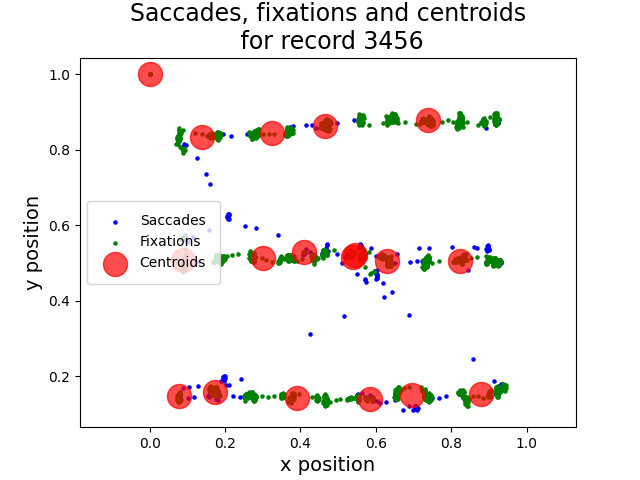 Saccades, fixations and centroids
for record 3456
y position
1.0
0.8
0.6
0.4
0.2
Saccades
Fixations
Centroids
0.0
0.2
0.4
0.6
0.8
1.0
x position